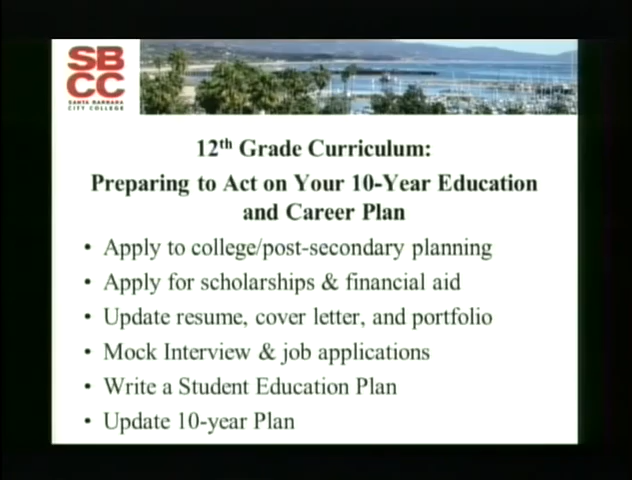 SB
CC
SANTA BARBARA
CITY COLLEGE
12th Grade Curriculum:
Preparing to Act on Your 10-Year Education
and Career Plan
• Apply to college/post-secondary planning
• Apply for scholarships & financial aid
• Update resume, cover letter, and portfolio
• Mock Interview & job applications
• Write a Student Education Plan
• Update 10-year Plan